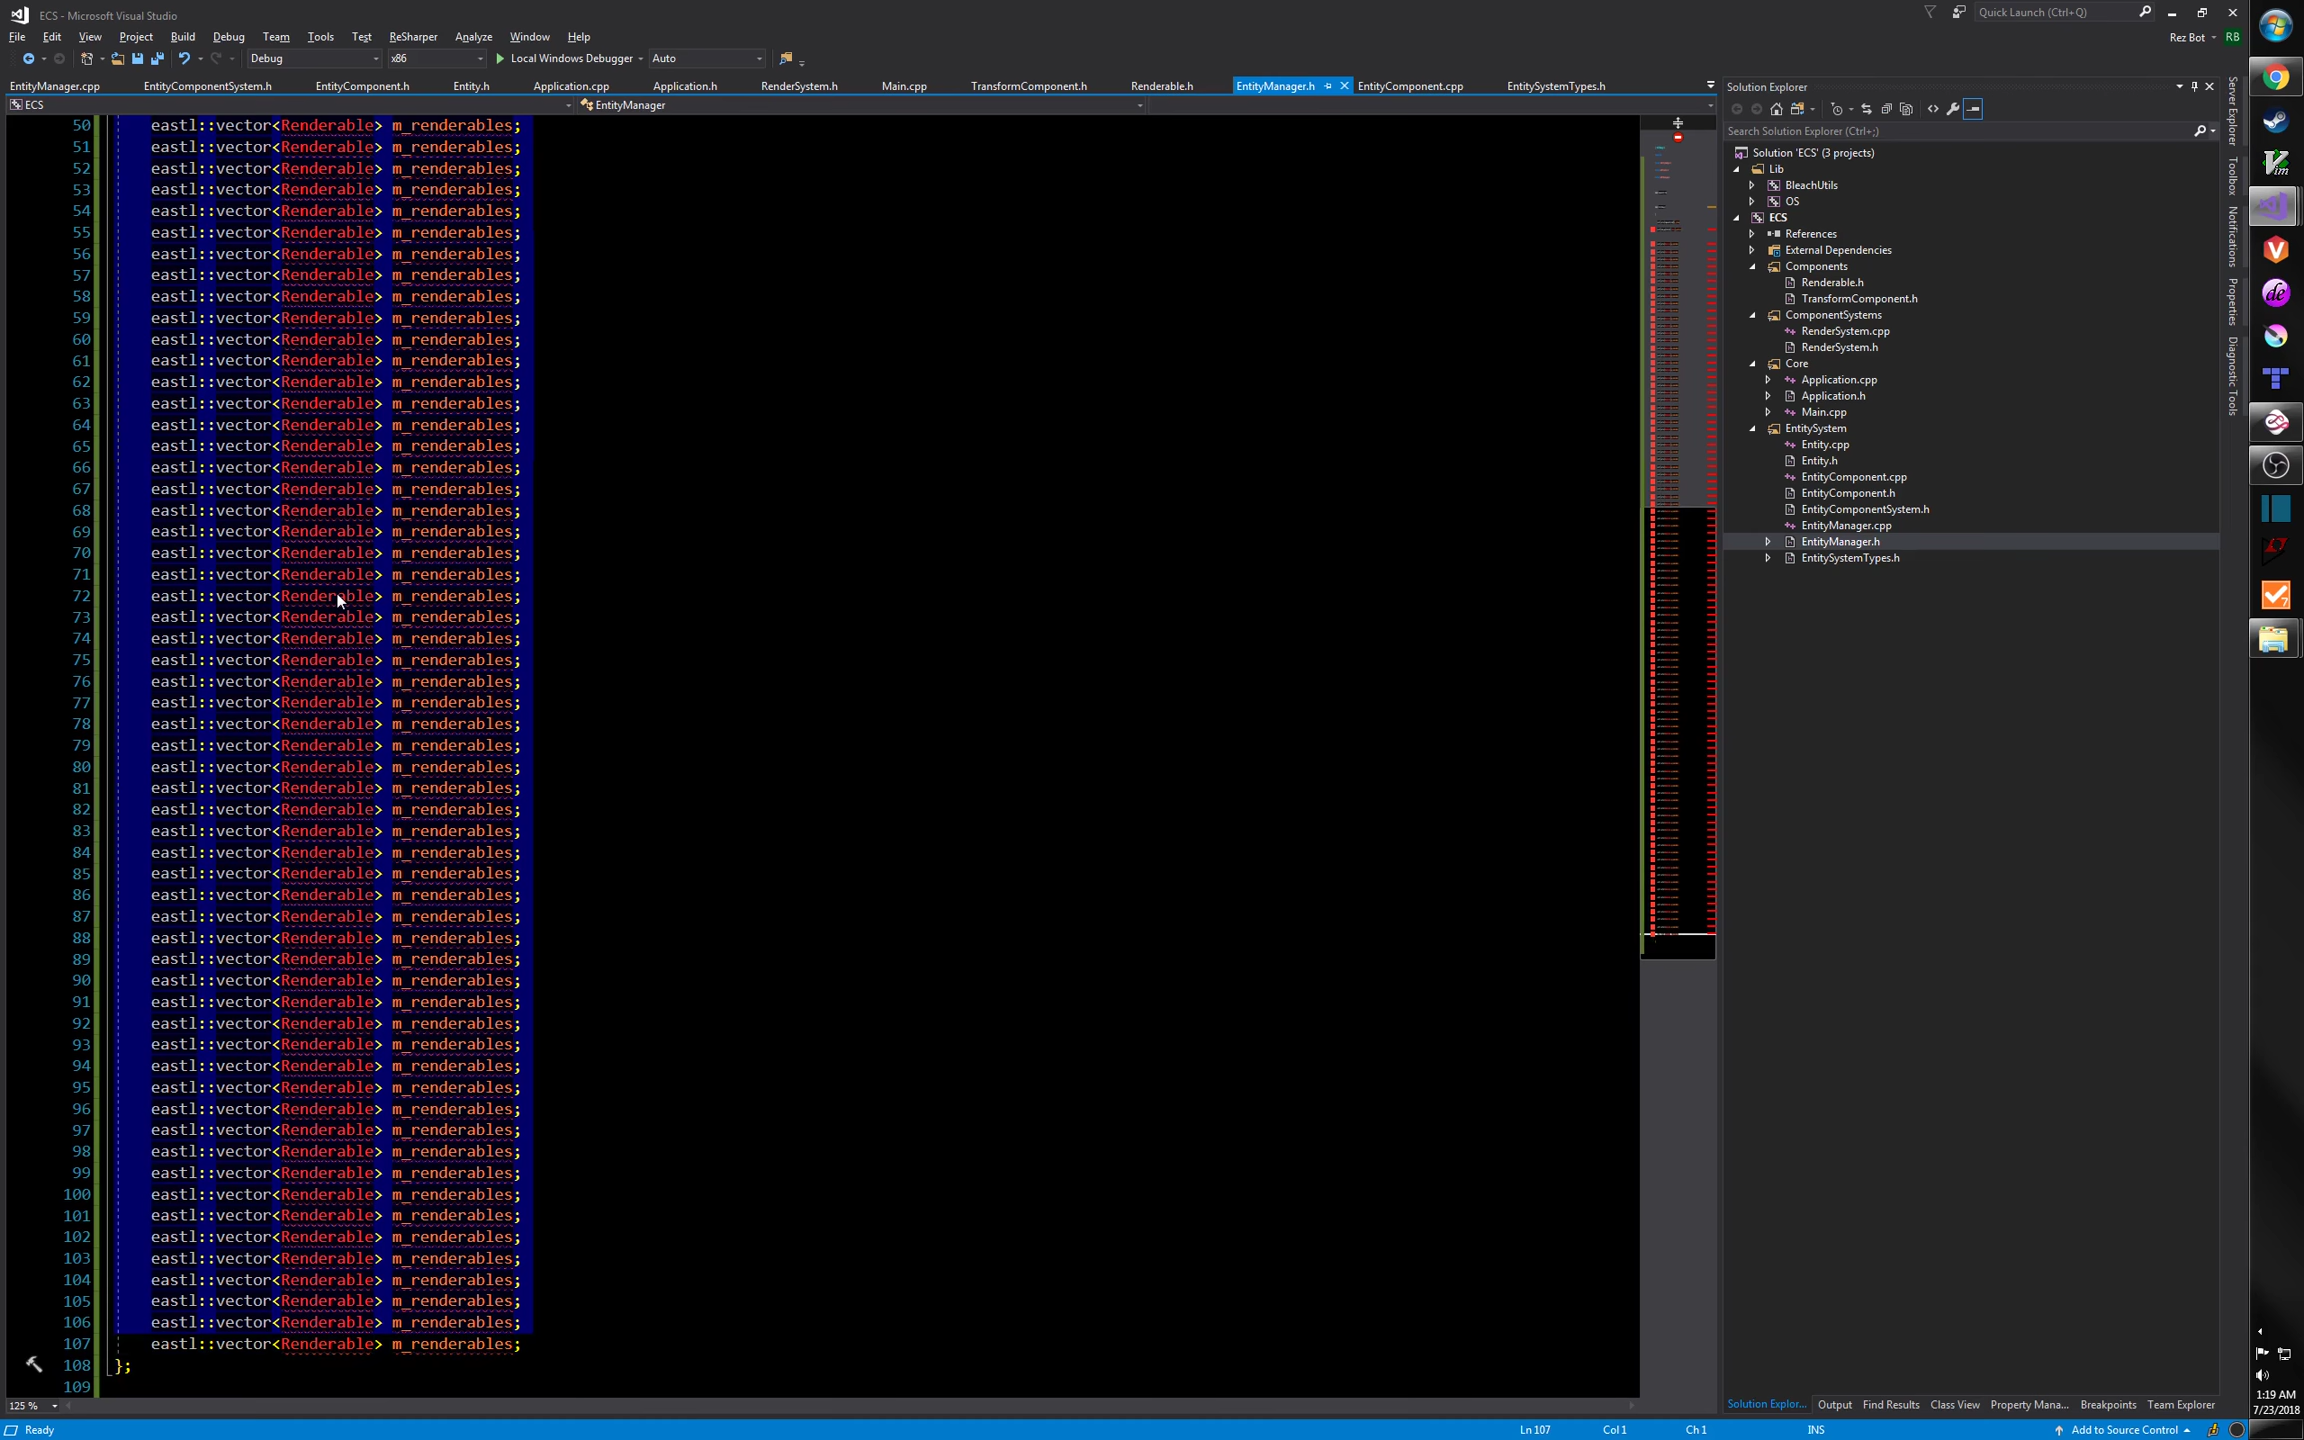 ECS - Microsoft Visual Studio
Quick Launch (Ctrl+Q)
File Edit View Project Build Debug Team Tools Test ReSharper Analyze Window Help
Rez Bot RB
Debug x86 Local Windows Debugger Auto
EntityManager.cpp EntityComponentSystem.h EntityComponent.h Entity.h Application.cpp Application.h RenderSystem.h Main.cpp TransformComponent.h Renderable.h EntityManager.h EntityComponent.cpp EntitySystemTypes.h
ECS EntityManager
50 eastl::vector<Renderable> m_renderables;
51 eastl::vector<Renderable> m_renderables;
52 eastl::vector<Renderable> m_renderables;
53 eastl::vector<Renderable> m_renderables;
54 eastl::vector<Renderable> m_renderables;
55 eastl::vector<Renderable> m_renderables;
56 eastl::vector<Renderable> m_renderables;
57 eastl::vector<Renderable> m_renderables;
58 eastl::vector<Renderable> m_renderables;
59 eastl::vector<Renderable> m_renderables;
60 eastl::vector<Renderable> m_renderables;
61 eastl::vector<Renderable> m_renderables;
62 eastl::vector<Renderable> m_renderables;
63 eastl::vector<Renderable> m_renderables;
64 eastl::vector<Renderable> m_renderables;
65 eastl::vector<Renderable> m_renderables;
66 eastl::vector<Renderable> m_renderables;
67 eastl::vector<Renderable> m_renderables;
68 eastl::vector<Renderable> m_renderables;
69 eastl::vector<Renderable> m_renderables;
70 eastl::vector<Renderable> m_renderables;
71 eastl::vector<Renderable> m_renderables;
72 eastl::vector<Renderable> m_renderables;
73 eastl::vector<Renderable> m_renderables;
74 eastl::vector<Renderable> m_renderables;
75 eastl::vector<Renderable> m_renderables;
76 eastl::vector<Renderable> m_renderables;
77 eastl::vector<Renderable> m_renderables;
78 eastl::vector<Renderable> m_renderables;
79 eastl::vector<Renderable> m_renderables;
80 eastl::vector<Renderable> m_renderables;
81 eastl::vector<Renderable> m_renderables;
82 eastl::vector<Renderable> m_renderables;
83 eastl::vector<Renderable> m_renderables;
84 eastl::vector<Renderable> m_renderables;
85 eastl::vector<Renderable> m_renderables;
86 eastl::vector<Renderable> m_renderables;
87 eastl::vector<Renderable> m_renderables;
88 eastl::vector<Renderable> m_renderables;
89 eastl::vector<Renderable> m_renderables;
90 eastl::vector<Renderable> m_renderables;
91 eastl::vector<Renderable> m_renderables;
92 eastl::vector<Renderable> m_renderables;
93 eastl::vector<Renderable> m_renderables;
94 eastl::vector<Renderable> m_renderables;
95 eastl::vector<Renderable> m_renderables;
96 eastl::vector<Renderable> m_renderables;
97 eastl::vector<Renderable> m_renderables;
98 eastl::vector<Renderable> m_renderables;
99 eastl::vector<Renderable> m_renderables;
100 eastl::vector<Renderable> m_renderables;
101 eastl::vector<Renderable> m_renderables;
102 eastl::vector<Renderable> m_renderables;
103 eastl::vector<Renderable> m_renderables;
104 eastl::vector<Renderable> m_renderables;
105 eastl::vector<Renderable> m_renderables;
106 eastl::vector<Renderable> m_renderables;
107 eastl::vector<Renderable> m_renderables;
108 };
109
125 %
Solution Explorer
Search Solution Explorer (Ctrl+;)
Solution 'ECS' (3 projects)
Lib
BleachUtils
OS
ECS
References
External Dependencies
Components
Renderable.h
TransformComponent.h
ComponentSystems
RenderSystem.cpp
RenderSystem.h
Core
Application.cpp
Application.h
Main.cpp
EntitySystem
Entity.cpp
Entity.h
EntityComponent.cpp
EntityComponent.h
EntityComponentSystem.h
EntityManager.cpp
EntityManager.h
EntitySystemTypes.h
Solution Explor... Output Find Results Class View Property Mana... Breakpoints Team Explorer
Server Explorer
Toolbox
Notifications
Properties
Diagnostic Tools
Vim
de
7
1:19 AM
7/23/2018
Ready Ln 107 Col 1 Ch 1 INS Add to Source Control